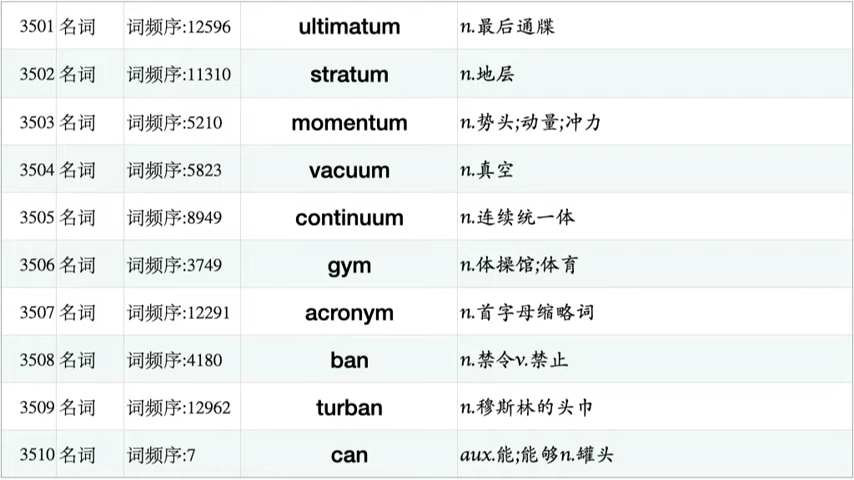 3501 名词 词频序:12596 ultimatum n.最后通牒
3502 名词 词频序:11310 stratum n.地层
3503 名词 词频序:5210 momentum n.势头;动量;冲力
3504 名词 词频序:5823 vacuum n.真空
3505 名词 词频序:8949 continuum n.连续统一体
3506 名词 词频序:3749 gym n.体操馆;体育
3507 名词 词频序:12291 acronym n.首字母缩略词
3508 名词 词频序:4180 ban n.禁令v.禁止
3509 名词 词频序:12962 turban n.穆斯林的头巾
3510 名词 词频序:7 can aux.能;能够n.罐头